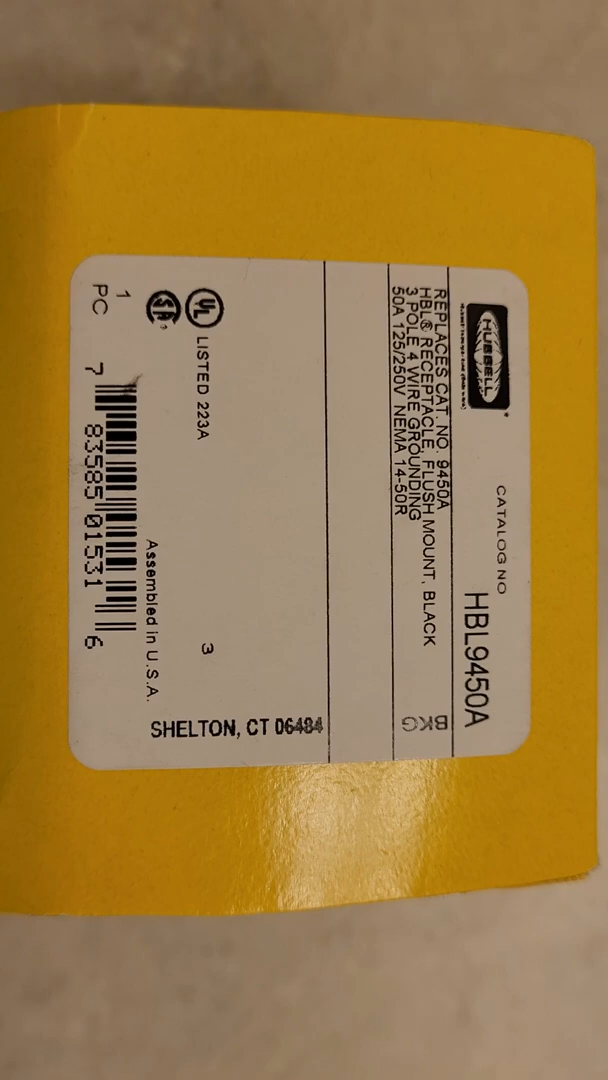 HUBBELL
CATALOG NO
HBL9450A
REPLACES CAT. NO. 9450A
HBL® RECEPTACLE, FLUSH MOUNT, BLACK
3 POLE 4 WIRE GROUNDING
50A 125/250V NEMA 14-50R
BKG
UL LISTED 223A
SA®
3
SHELTON, CT 06484
Assembled in U.S.A.
1
PC
7 83585 01531 6